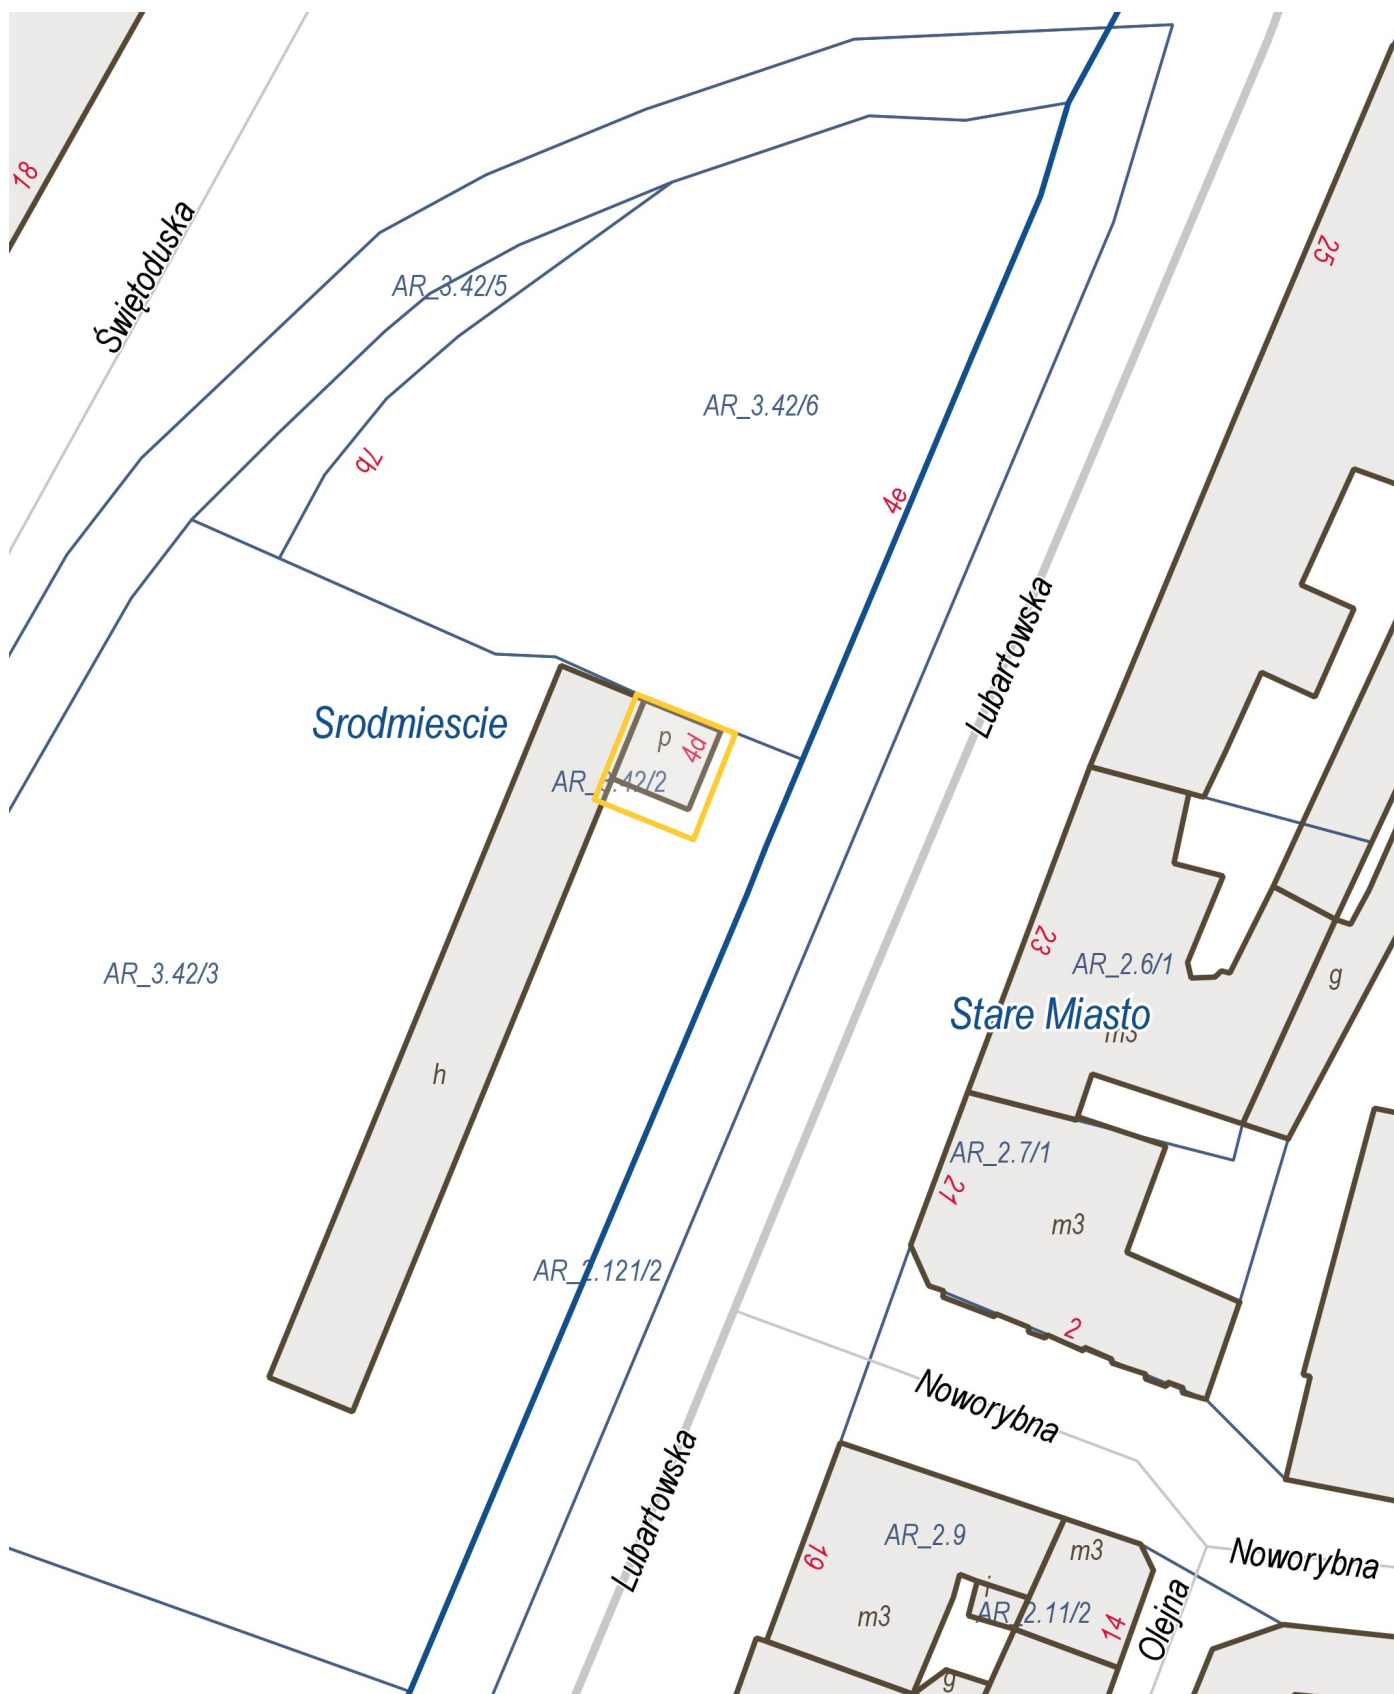 18
Świętoduska
25
AR_3.42/5
AR_3.42/6
7b
4e
Lubartowska
Srodmiescie
p
4d
AR_3.42/2
23
AR_2.6/1
g
AR_3.42/3
Stare Miasto
m3
h
AR_2.7/1
21
m3
AR_2.121/2
2
Noworybna
Lubartowska
AR_2.9
19
m3
Noworybna
i
AR_2.11/2
m3
14
Olejna
g